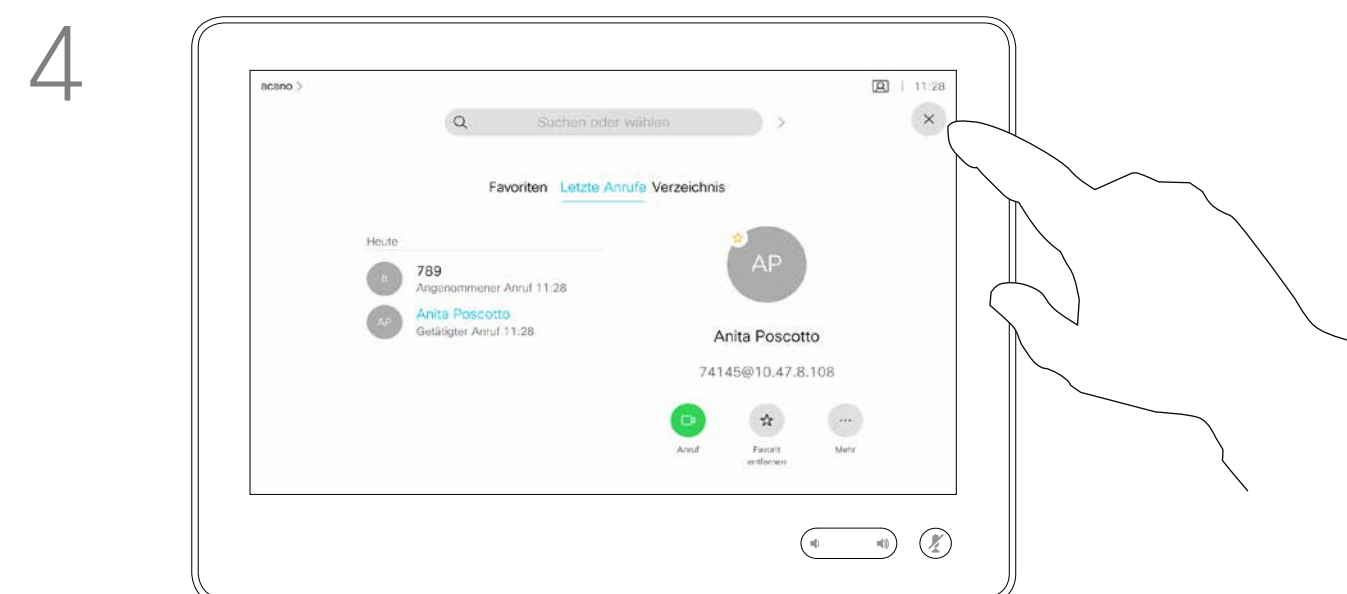 4
acano
11:28
Suchen oder wählen
Favoriten Letzte Anrufe Verzeichnis
Heute
789
Angenommener Anruf 11:28
AP
Anita Poscotto
Getätigter Anruf 11:28
AP
Anita Poscotto
74145@10.47.8.108
Anruf
Favorit
entfernen
Mehr